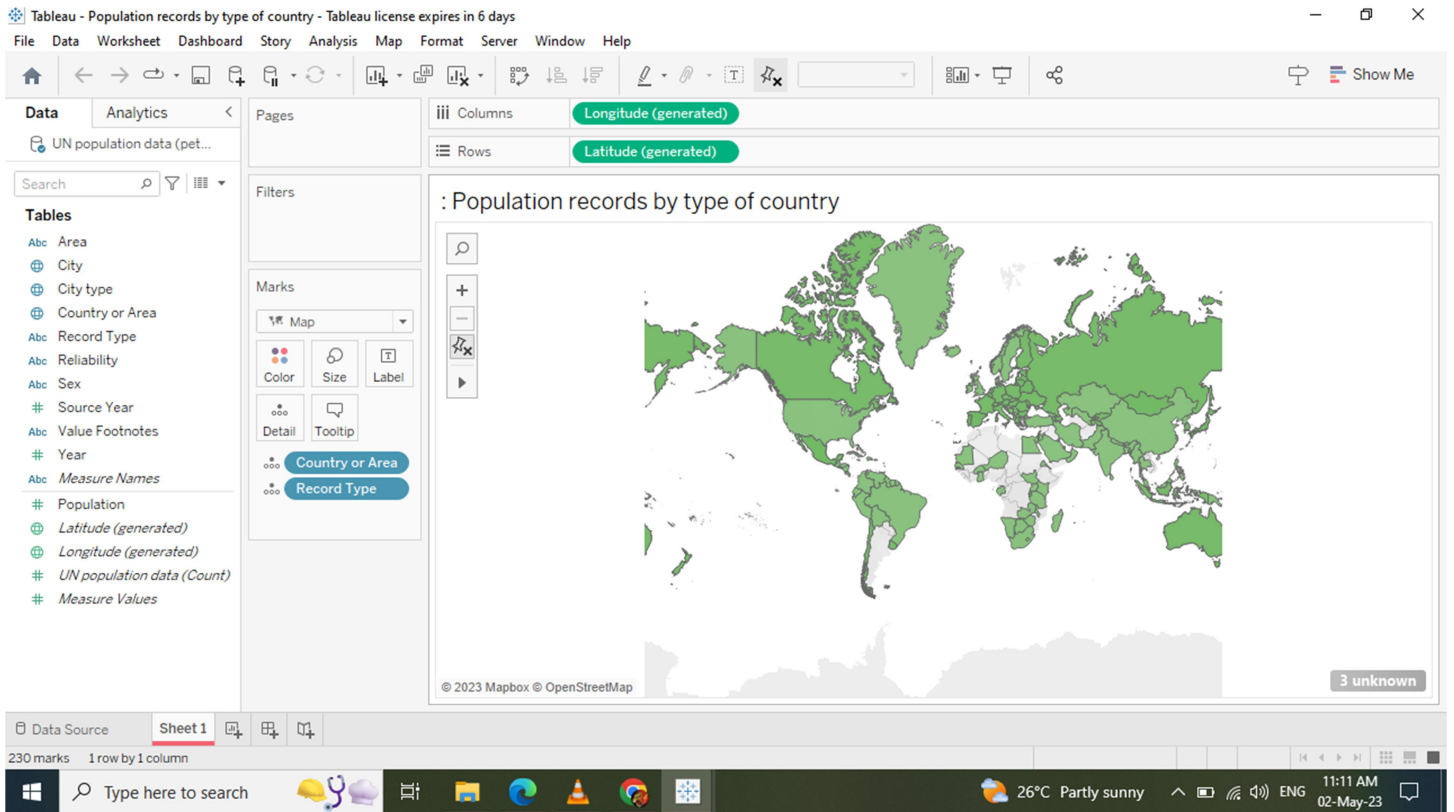 Tableau - Population records by type of country - Tableau license expires in 6 days
File Data Worksheet Dashboard Story Analysis Map Format Server Window Help
Show Me
Data Analytics
UN population data (pet...
Search
Tables
Abc Area
City
City type
Country or Area
Abc Record Type
Abc Reliability
Abc Sex
# Source Year
Abc Value Footnotes
# Year
Abc Measure Names
# Population
Latitude (generated)
Longitude (generated)
# UN population data (Count)
# Measure Values
Pages
Filters
Marks
Map
Color Size Label
Detail Tooltip
Country or Area
Record Type
Columns Longitude (generated)
Rows Latitude (generated)
: Population records by type of country
© 2023 Mapbox © OpenStreetMap
3 unknown
Data Source Sheet 1
230 marks 1 row by 1 column
Type here to search
26°C Partly sunny
ENG
11:11 AM
02-May-23